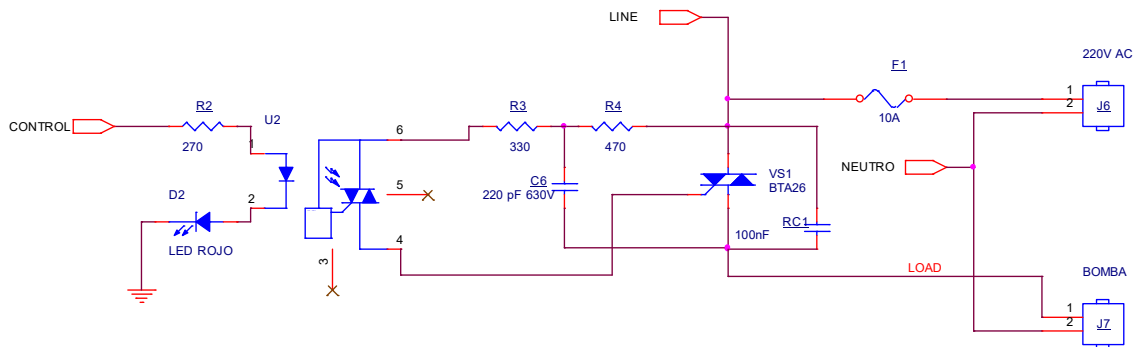 LINE
220V AC
F1
1
2
J6
10A
R2
U2
R3
R4
CONTROL
270
1
6
330
470
NEUTRO
VS1
BTA26
C6
220 pF 630V
5
D2
2
RC1
100nF
4
LED ROJO
3
LOAD
BOMBA
1
2
J7